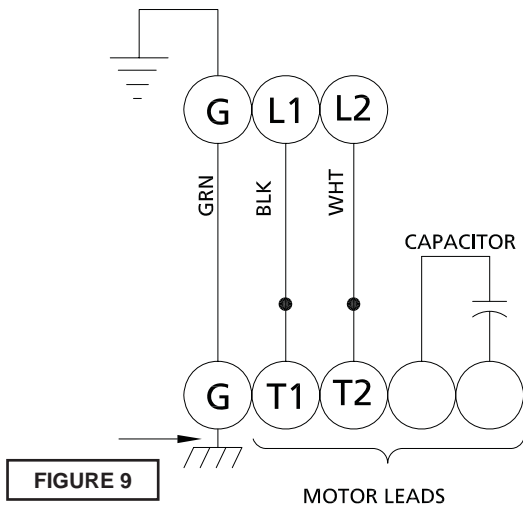 G L1 L2
GRN
BLK
WHT
CAPACITOR
G T1 T2
FIGURE 9
MOTOR LEADS